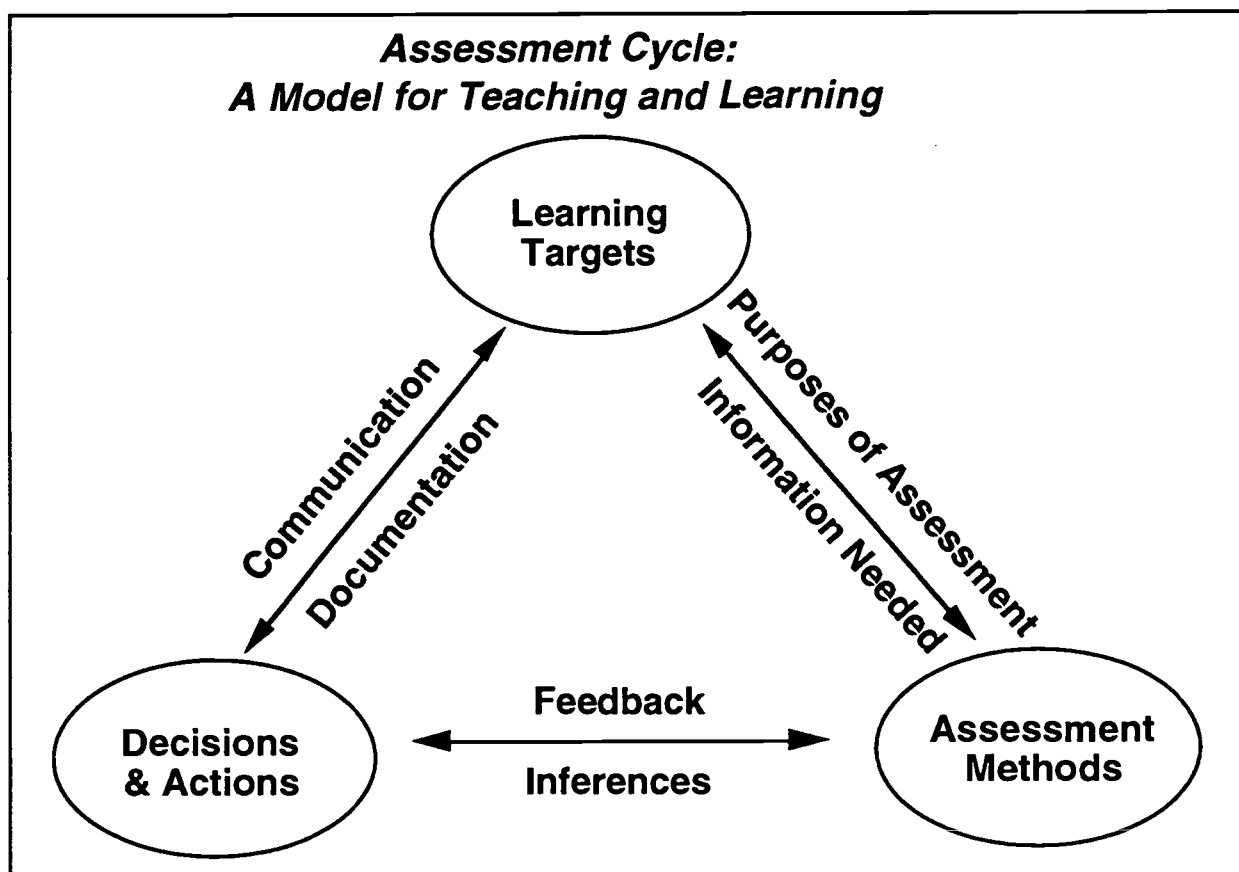 Assessment Cycle:
A Model for Teaching and Learning
Learning
Targets
Communication
Documentation
Purposes of Assessment
Information Needed
Feedback
Inferences
Decisions
& Actions
Assessment
Methods